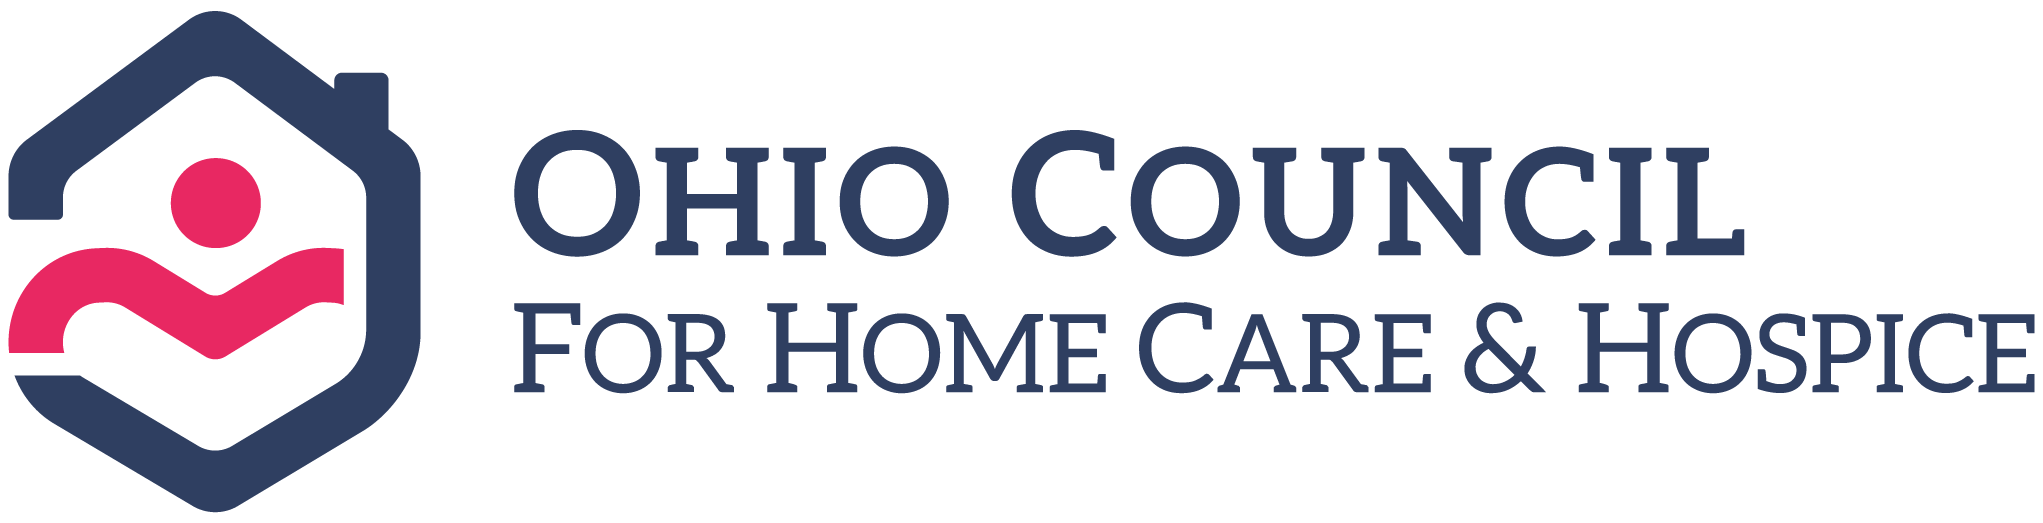 OHIO COUNCIL
FOR HOME CARE & HOSPICE